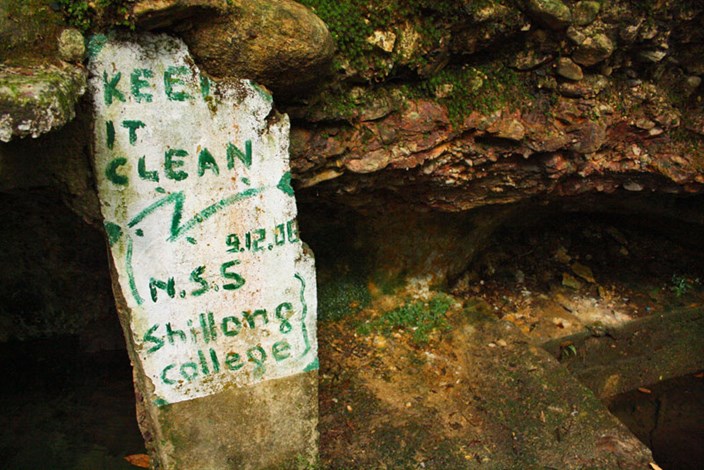 KEEP
IT
CLEAN
9.12.00
N.S.S
Shillong
College